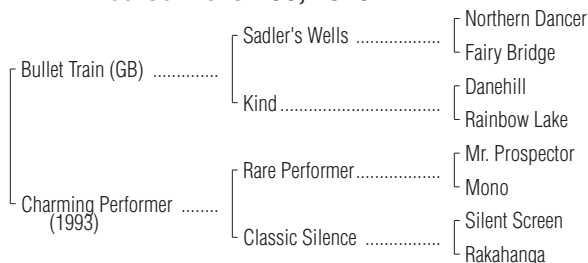 Northern Dancer
Sadler's Wells
Fairy Bridge
Bullet Train (GB)
Danehill
Kind
Rainbow Lake
Mr. Prospector
Rare Performer
Mono
Charming Performer
(1993)
Silent Screen
Classic Silence
Rakahanga